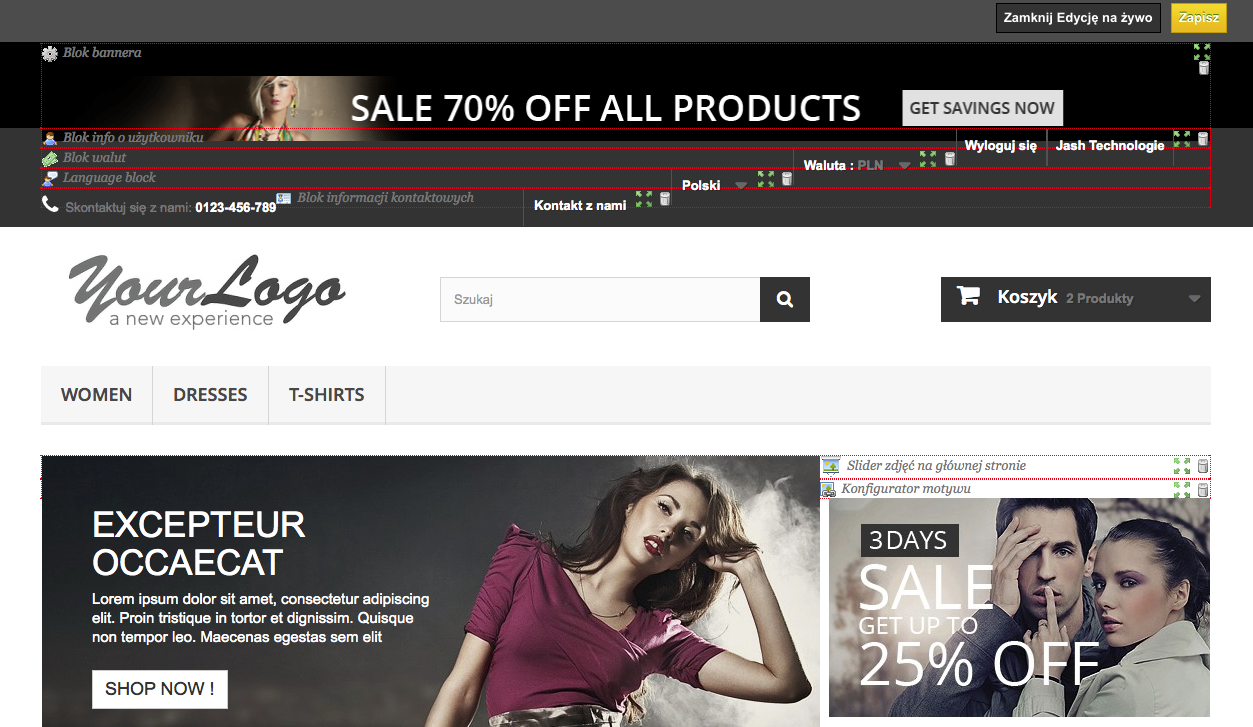 Zamknij Edycję na żywo
Zapisz
Blok bannera
SALE 70% OFF ALL PRODUCTS
GET SAVINGS NOW
Blok info o użytkowniku
Wyloguj się
Jash Technologie
Blok walut
Waluta : PLN
Language block
Polski
Skontaktuj się z nami: 0123-456-789
Blok informacji kontaktowych
Kontakt z nami
YourLogo
a new experience
Szukaj
Koszyk 2 Produkty
WOMEN
DRESSES
T-SHIRTS
Slider zdjęć na głównej stronie
Konfigurator motywu
EXCEPTEUR
OCCAECAT
Lorem ipsum dolor sit amet, consectetur adipiscing
elit. Proin tristique in tortor et dignissim. Quisque
non tempor leo. Maecenas egestas sem elit
SHOP NOW !
3 DAYS
SALE
GET UP TO
25% OFF